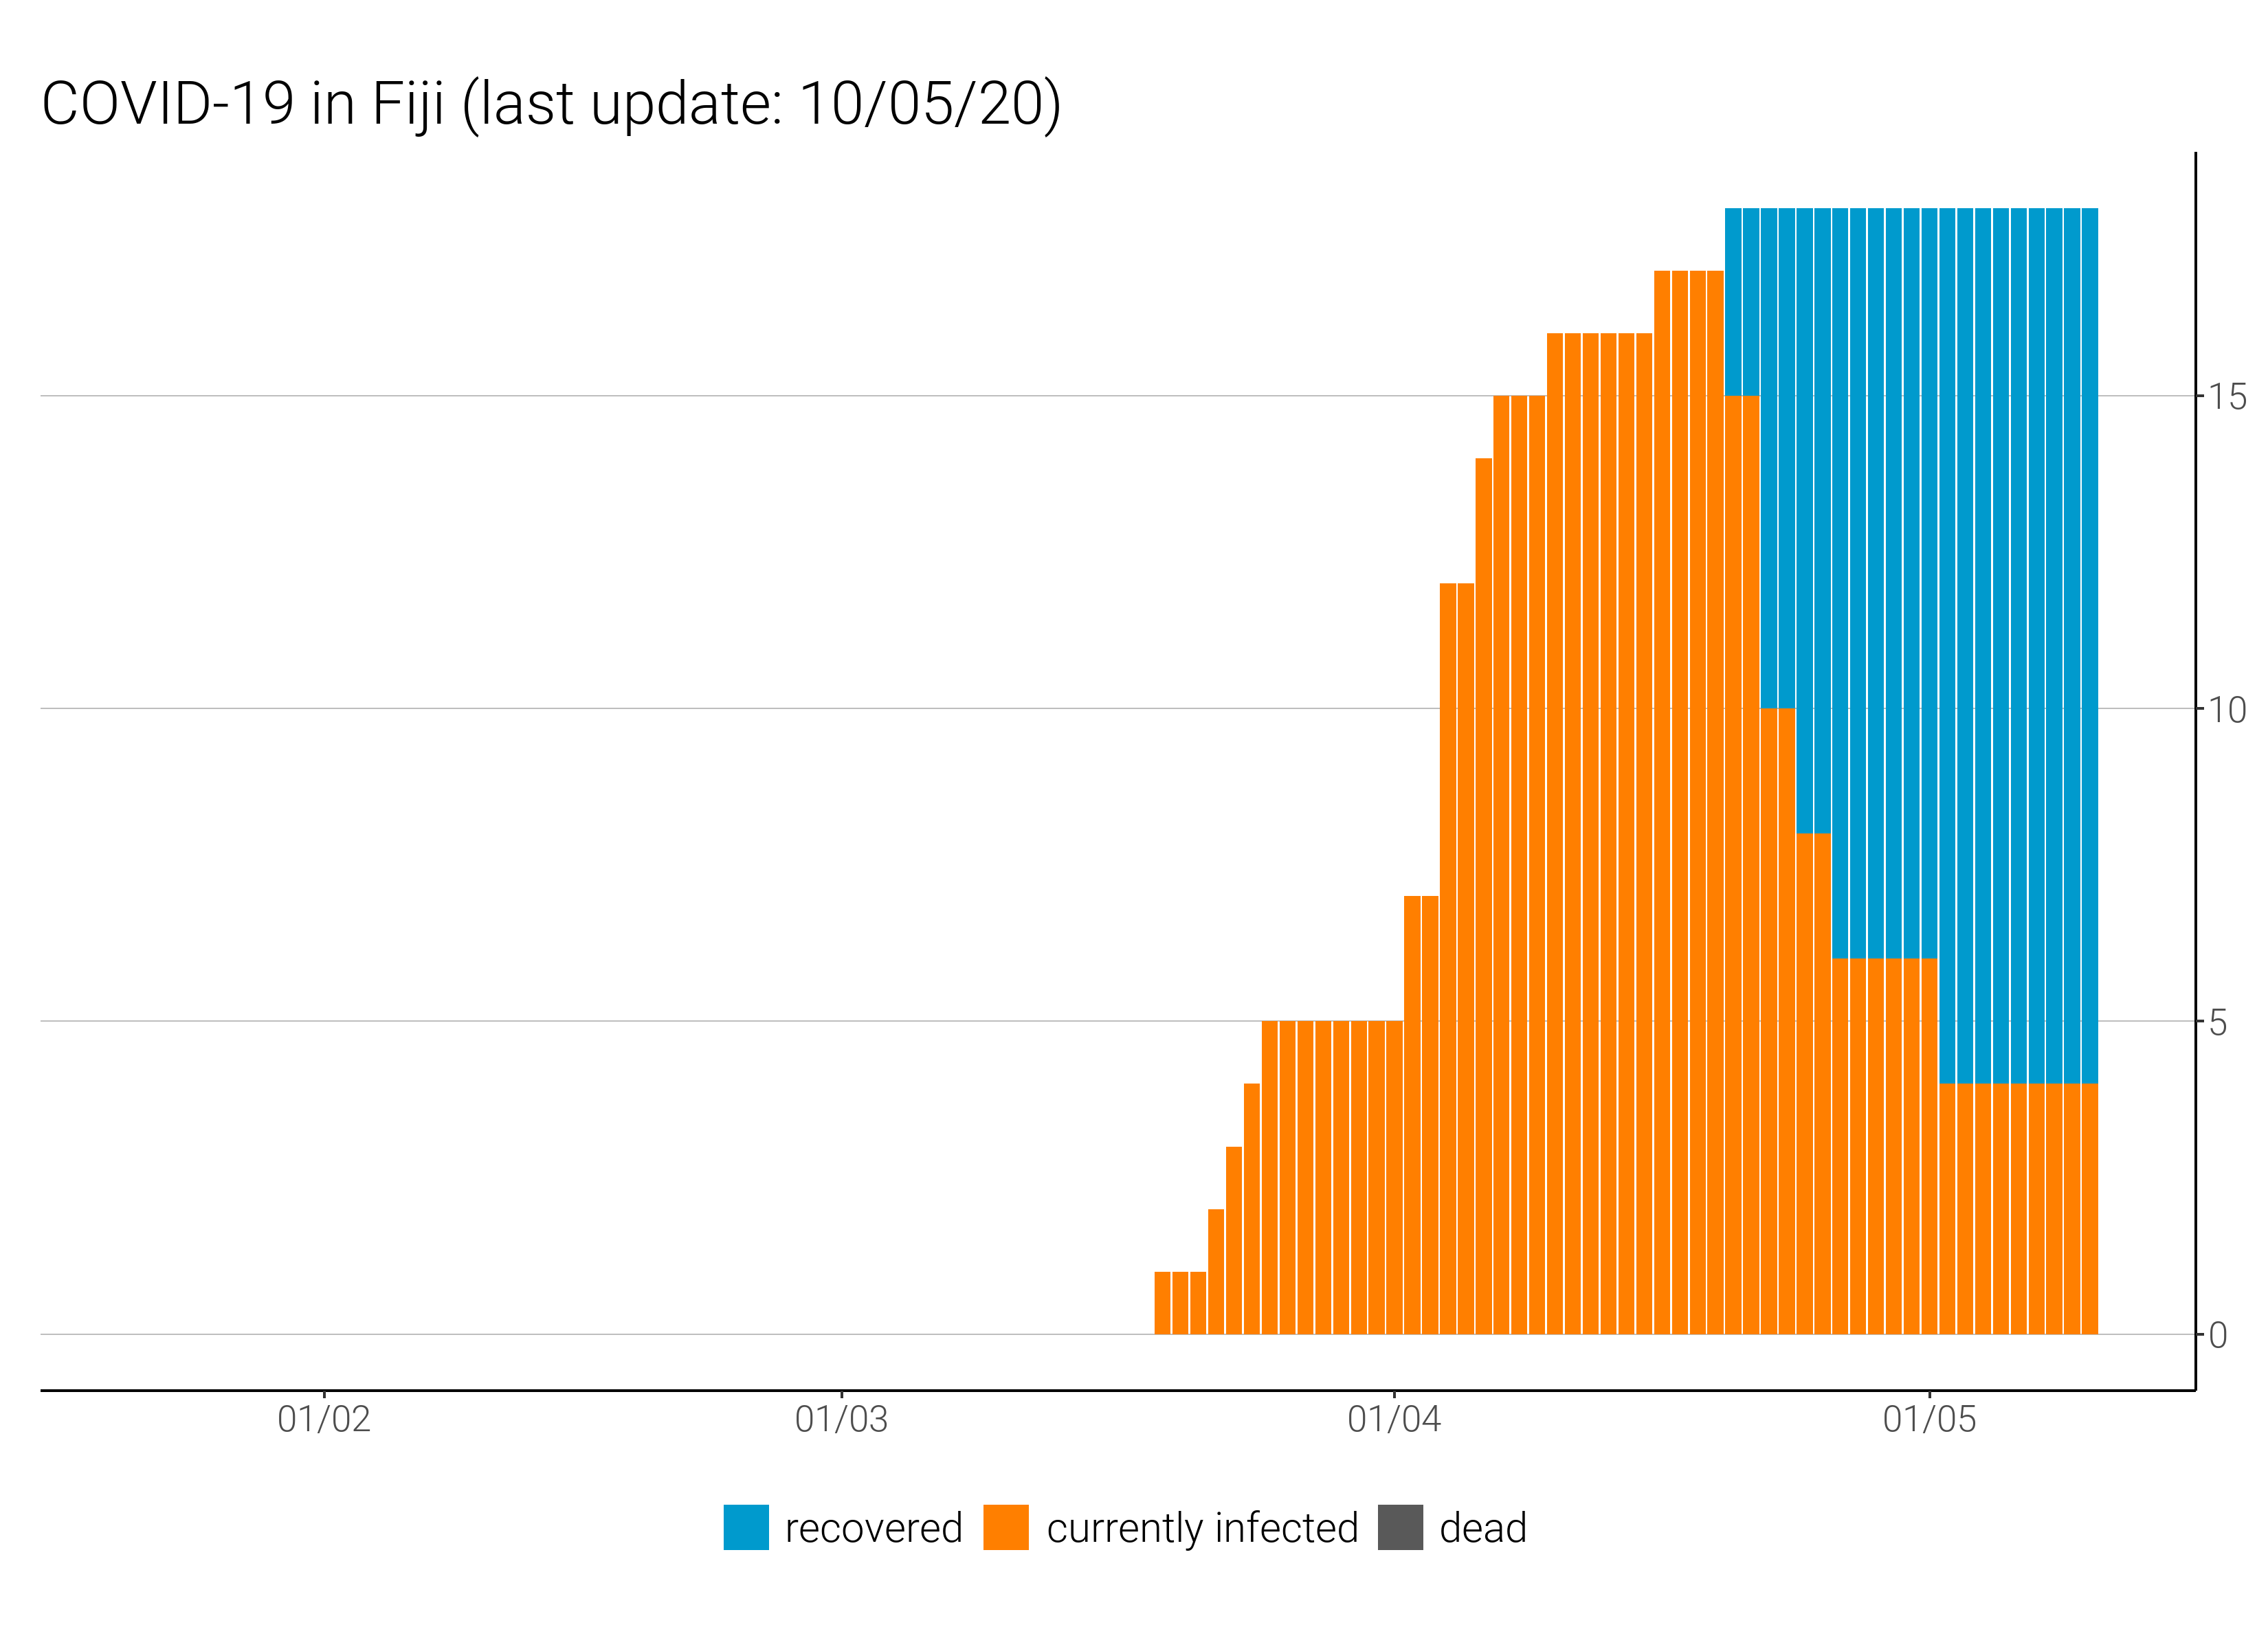 COVID-19 in Fiji (last update: 10/05/20)
15
10
5
0
01/02 01/03 01/04 01/05
recovered currently infected dead